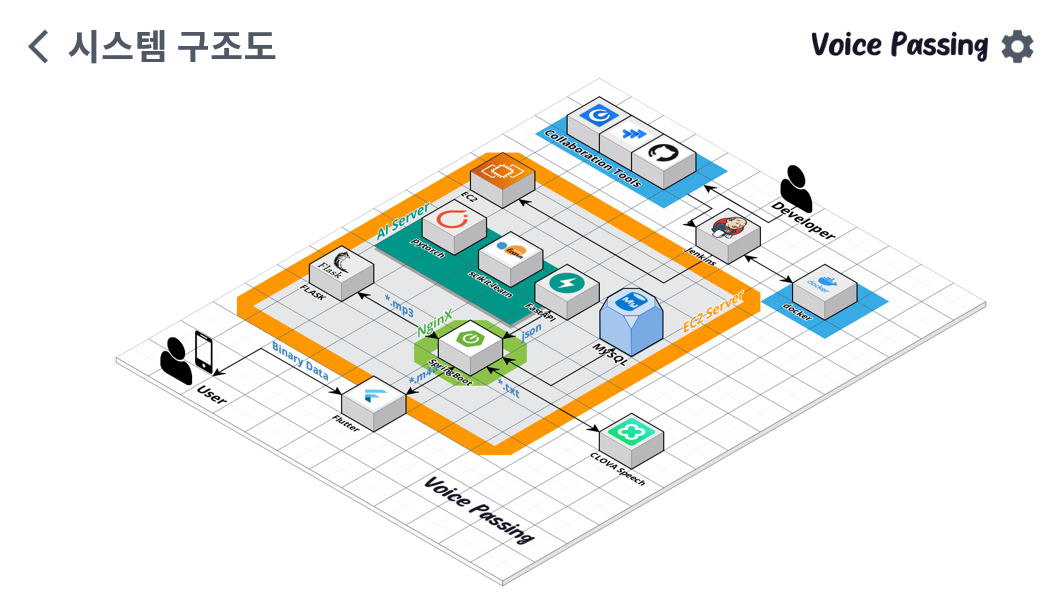 시스템 구조도
Voice Passing
Collaboration Tools
Developer
EC2
Jenkins
docker
docker
AI Server
pytorch
scikit-learn
FastAPI
Flask
FLASK
*.mp3
NginX
json
My
MySQL
EC2-Server
SpringBoot
*.txt
Binary Data
User
Flutter
CLOVA Speech
Voice Passing